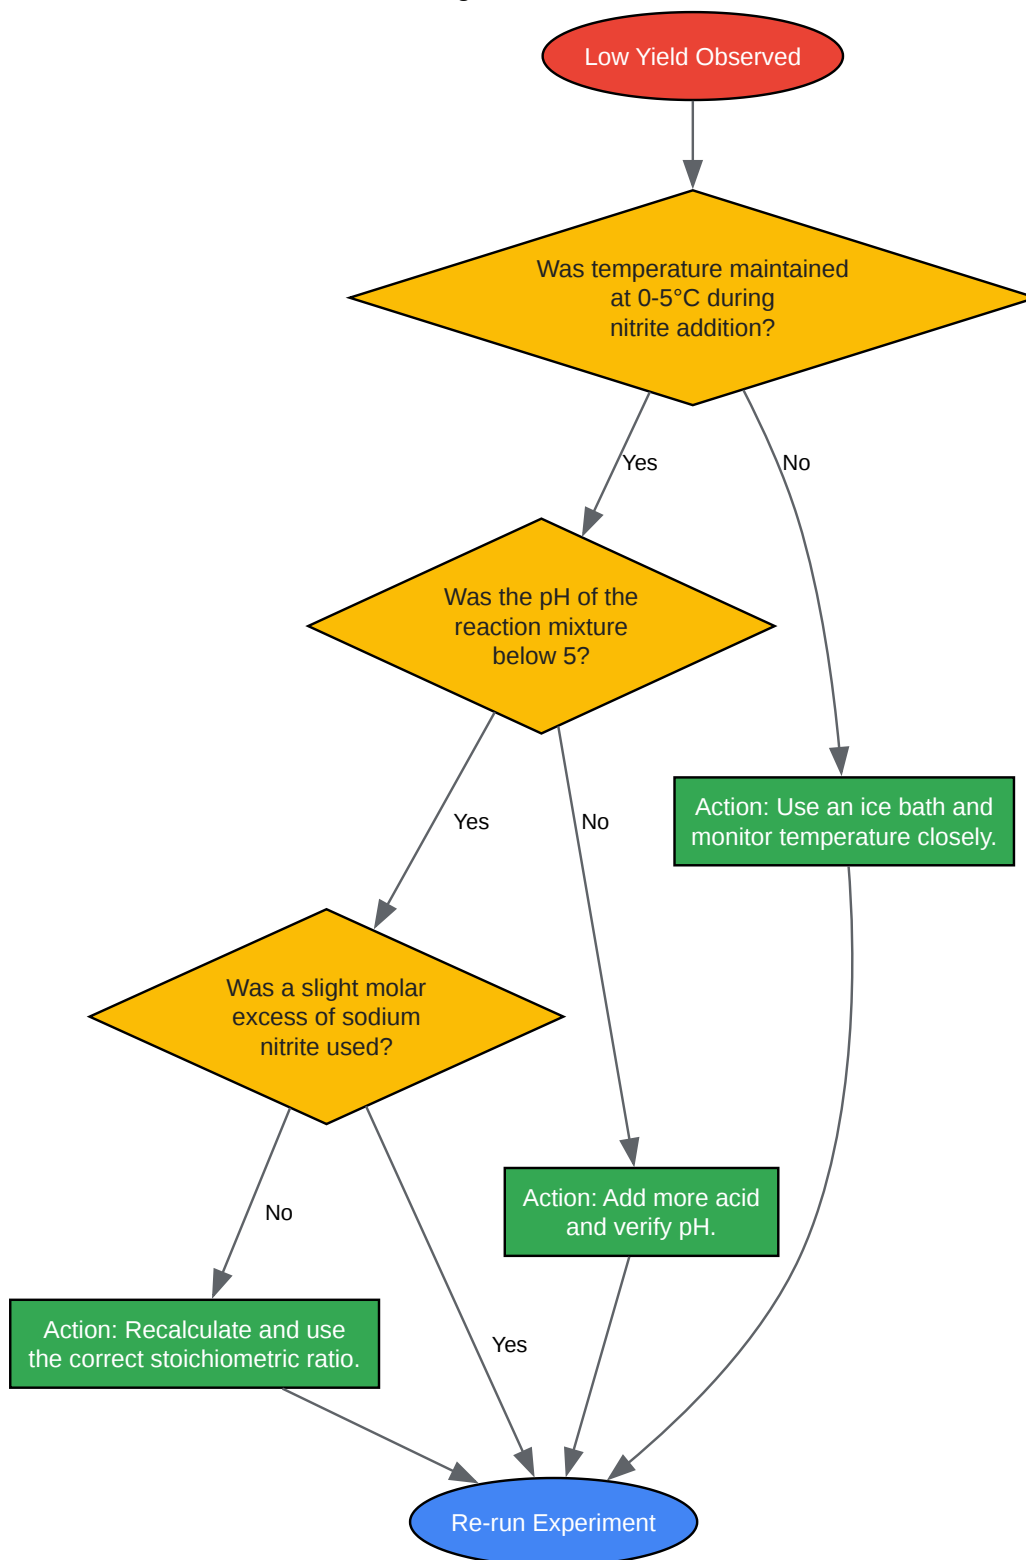 Low Yield Observed
Was temperature maintained
at 0-5°C during
nitrite addition?
Yes
No
Was the pH of the
reaction mixture
below 5?
Yes
No
Action: Use an ice bath and
monitor temperature closely.
Was a slight molar
excess of sodium
nitrite used?
No
Yes
Action: Add more acid
and verify pH.
Action: Recalculate and use
the correct stoichiometric ratio.
Re-run Experiment